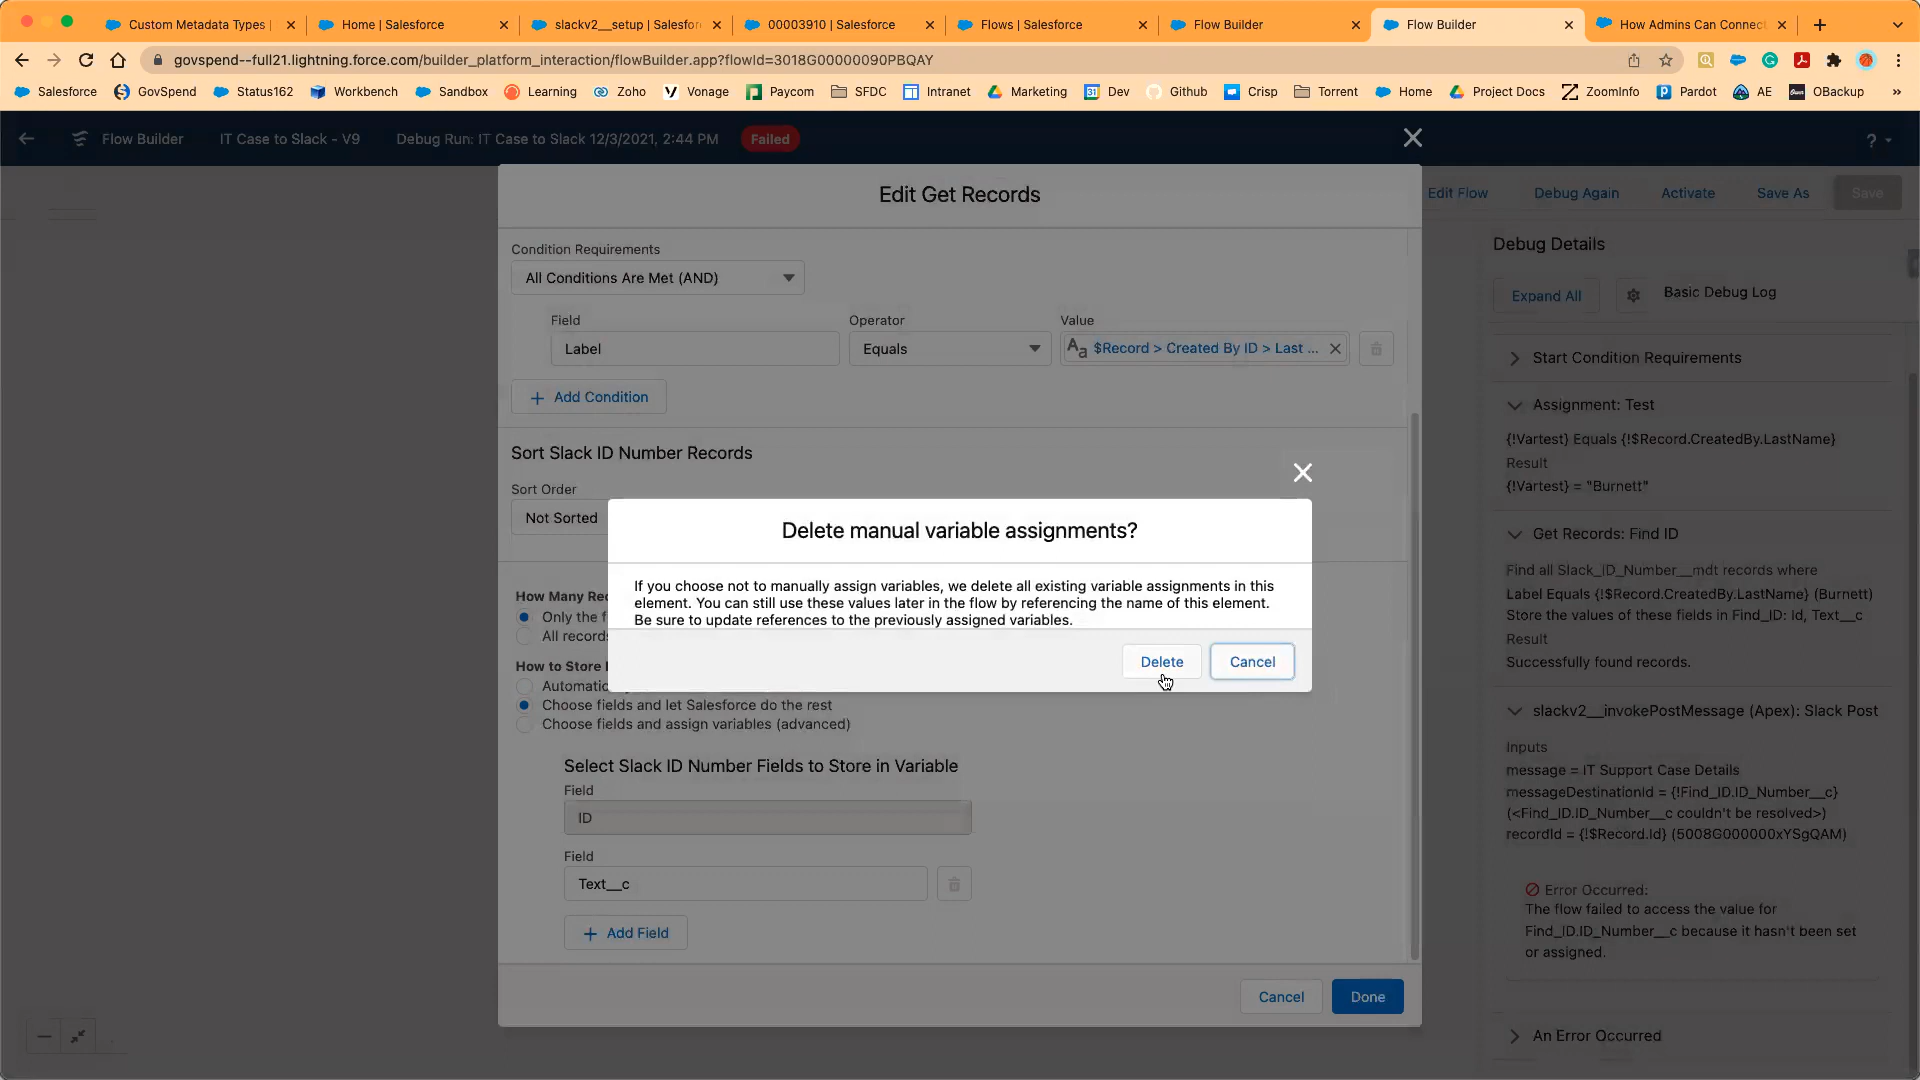 Custom Metadata Types |
Home | Salesforce
slackv2__setup | Salesfor
00003910 | Salesforce
Flows | Salesforce
Flow Builder
Flow Builder
How Admins Can Connect
govspend--full21.lightning.force.com/builder_platform_interaction/flowBuilder.app?flowId=3018G00000090PBQAY
Salesforce
GovSpend
Status162
Workbench
Sandbox
Learning
Zoho
Vonage
Paycom
SFDC
Intranet
Marketing
Dev
Github
Crisp
Torrent
Home
Project Docs
ZoomInfo
Pardot
AE
OBackup
»
Flow Builder
IT Case to Slack - V9
Debug Run: IT Case to Slack 12/3/2021, 2:44 PM
Failed
?
Edit Flow
Debug Again
Activate
Save As
Save
Edit Get Records
Condition Requirements
All Conditions Are Met (AND)
Field
Operator
Value
Label
Equals
Aa $Record > Created By ID > Last ...
+ Add Condition
Sort Slack ID Number Records
Sort Order
Not Sorted
Delete manual variable assignments?
If you choose not to manually assign variables, we delete all existing variable assignments in this
element. You can still use these values later in the flow by referencing the name of this element.
Be sure to update references to the previously assigned variables.
Delete
Cancel
How Many Rec
Only the f
All records
How to Store
Automatic
Choose fields and let Salesforce do the rest
Choose fields and assign variables (advanced)
Select Slack ID Number Fields to Store in Variable
Field
ID
Field
Text__c
+ Add Field
Cancel
Done
Debug Details
Expand All
Basic Debug Log
Start Condition Requirements
Assignment: Test
{!Vartest} Equals {!$Record.CreatedBy.LastName}
Result
{!Vartest} = "Burnett"
Get Records: Find ID
Find all Slack_ID_Number__mdt records where
Label Equals {!$Record.CreatedBy.LastName} (Burnett)
Store the values of these fields in Find_ID: Id, Text__c
Result
Successfully found records.
slackv2__invokePostMessage (Apex): Slack Post
Inputs
message = IT Support Case Details
messageDestinationId = {!Find_ID.ID_Number__c}
(<Find_ID.ID_Number__c couldn't be resolved>)
recordId = {!$Record.Id} (5008G000000xYSgQAM)
Error Occurred:
The flow failed to access the value for
Find_ID.ID_Number__c because it hasn't been set
or assigned.
An Error Occurred